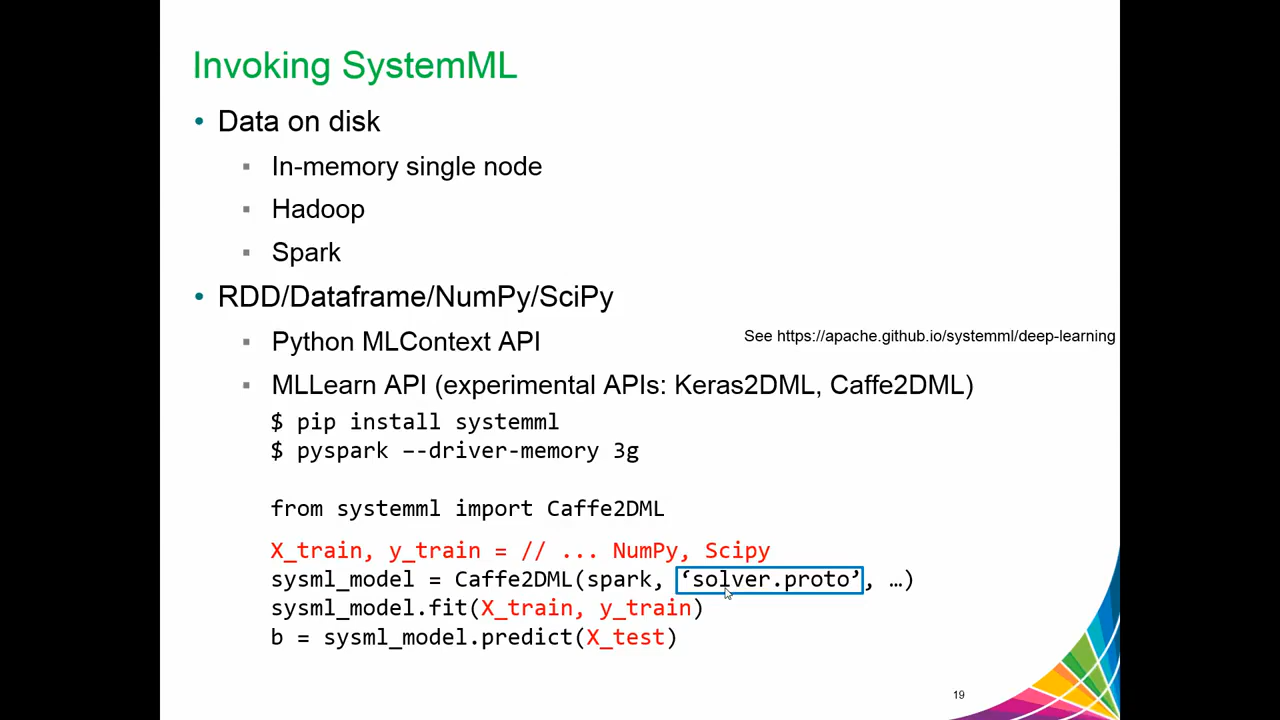 Invoking SystemML
• Data on disk
▪ In-memory single node
▪ Hadoop
▪ Spark
• RDD/Dataframe/NumPy/SciPy
▪ Python MLContext API
See https://apache.github.io/systemml/deep-learning
▪ MLLearn API (experimental APIs: Keras2DML, Caffe2DML)
$ pip install systemml
$ pyspark –-driver-memory 3g
from systemml import Caffe2DML
X_train, y_train = // ... NumPy, Scipy
sysml_model = Caffe2DML(spark, ‘solver.proto’, …)
sysml_model.fit(X_train, y_train)
b = sysml_model.predict(X_test)
19